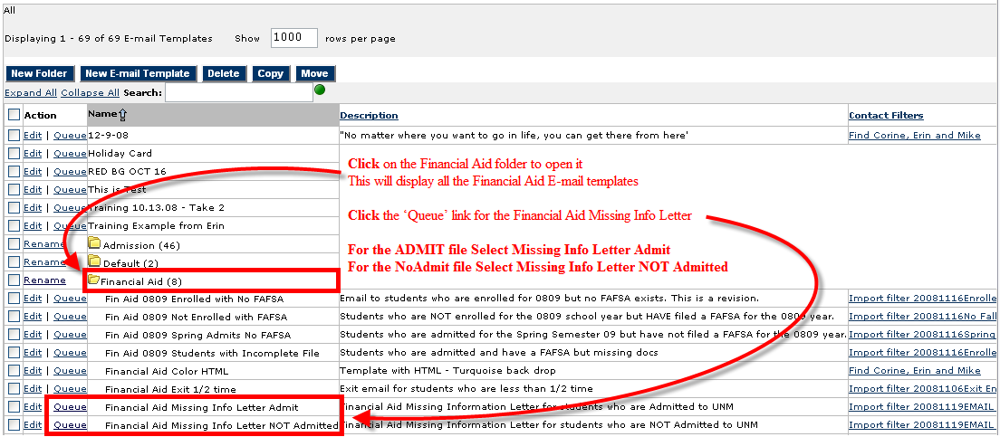 All
Displaying 1 - 69 of 69 E-mail Templates Show 1000 rows per page
New Folder New E-mail Template Delete Copy Move
Expand All Collapse All Search:
Action Name Description Contact Filters
Edit | Queue 12-9-08 "No matter where you want to go in life, you can get there from here' Find Corine, Erin and Mike
Edit | Queue Holiday Card
Edit | Queue RED BG OCT 16
Edit | Queue This is Test
Edit | Queue Training 10.13.08 - Take 2
Edit | Queue Training Example from Erin
Rename Admission (46)
Rename Default (2)
Rename Financial Aid (8)
Click on the Financial Aid folder to open it
This will display all the Financial Aid E-mail templates
Click the ‘Queue’ link for the Financial Aid Missing Info Letter
For the ADMIT file Select Missing Info Letter Admit
For the NoAdmit file Select Missing Info Letter NOT Admitted
Edit | Queue Fin Aid 0809 Enrolled with No FAFSA Email to students who are enrolled for 0809 but no FAFSA exists. This is a revision. Import filter 20081116Enrolle
Edit | Queue Fin Aid 0809 Not Enrolled with FAFSA Students who are NOT enrolled for the 0809 school year but HAVE filed a FAFSA for the 0809 year. Import filter 20081116No Fall
Edit | Queue Fin Aid 0809 Spring Admits No FAFSA Students who are admitted for the Spring Semester 09 but have not filed a FAFSA for the 0809 year. Import filter 20081116Spring
Edit | Queue Fin Aid 0809 Students with Incomplete File Students who are admitted and have a FAFSA but missing docs
Edit | Queue Financial Aid Color HTML Template with HTML - Turquoise back drop Find Corine, Erin and Mike
Edit | Queue Financial Aid Exit 1/2 time Exit email for students who are less than 1/2 time Import filter 20081106Exit En
Edit | Queue Financial Aid Missing Info Letter Admit Financial Aid Missing Information Letter for students who are Admitted to UNM Import filter 20081119EMAIL
Edit | Queue Financial Aid Missing Info Letter NOT Admitted Financial Aid Missing Information Letter for students who are NOT Admitted to UNM Import filter 20081119EMAIL